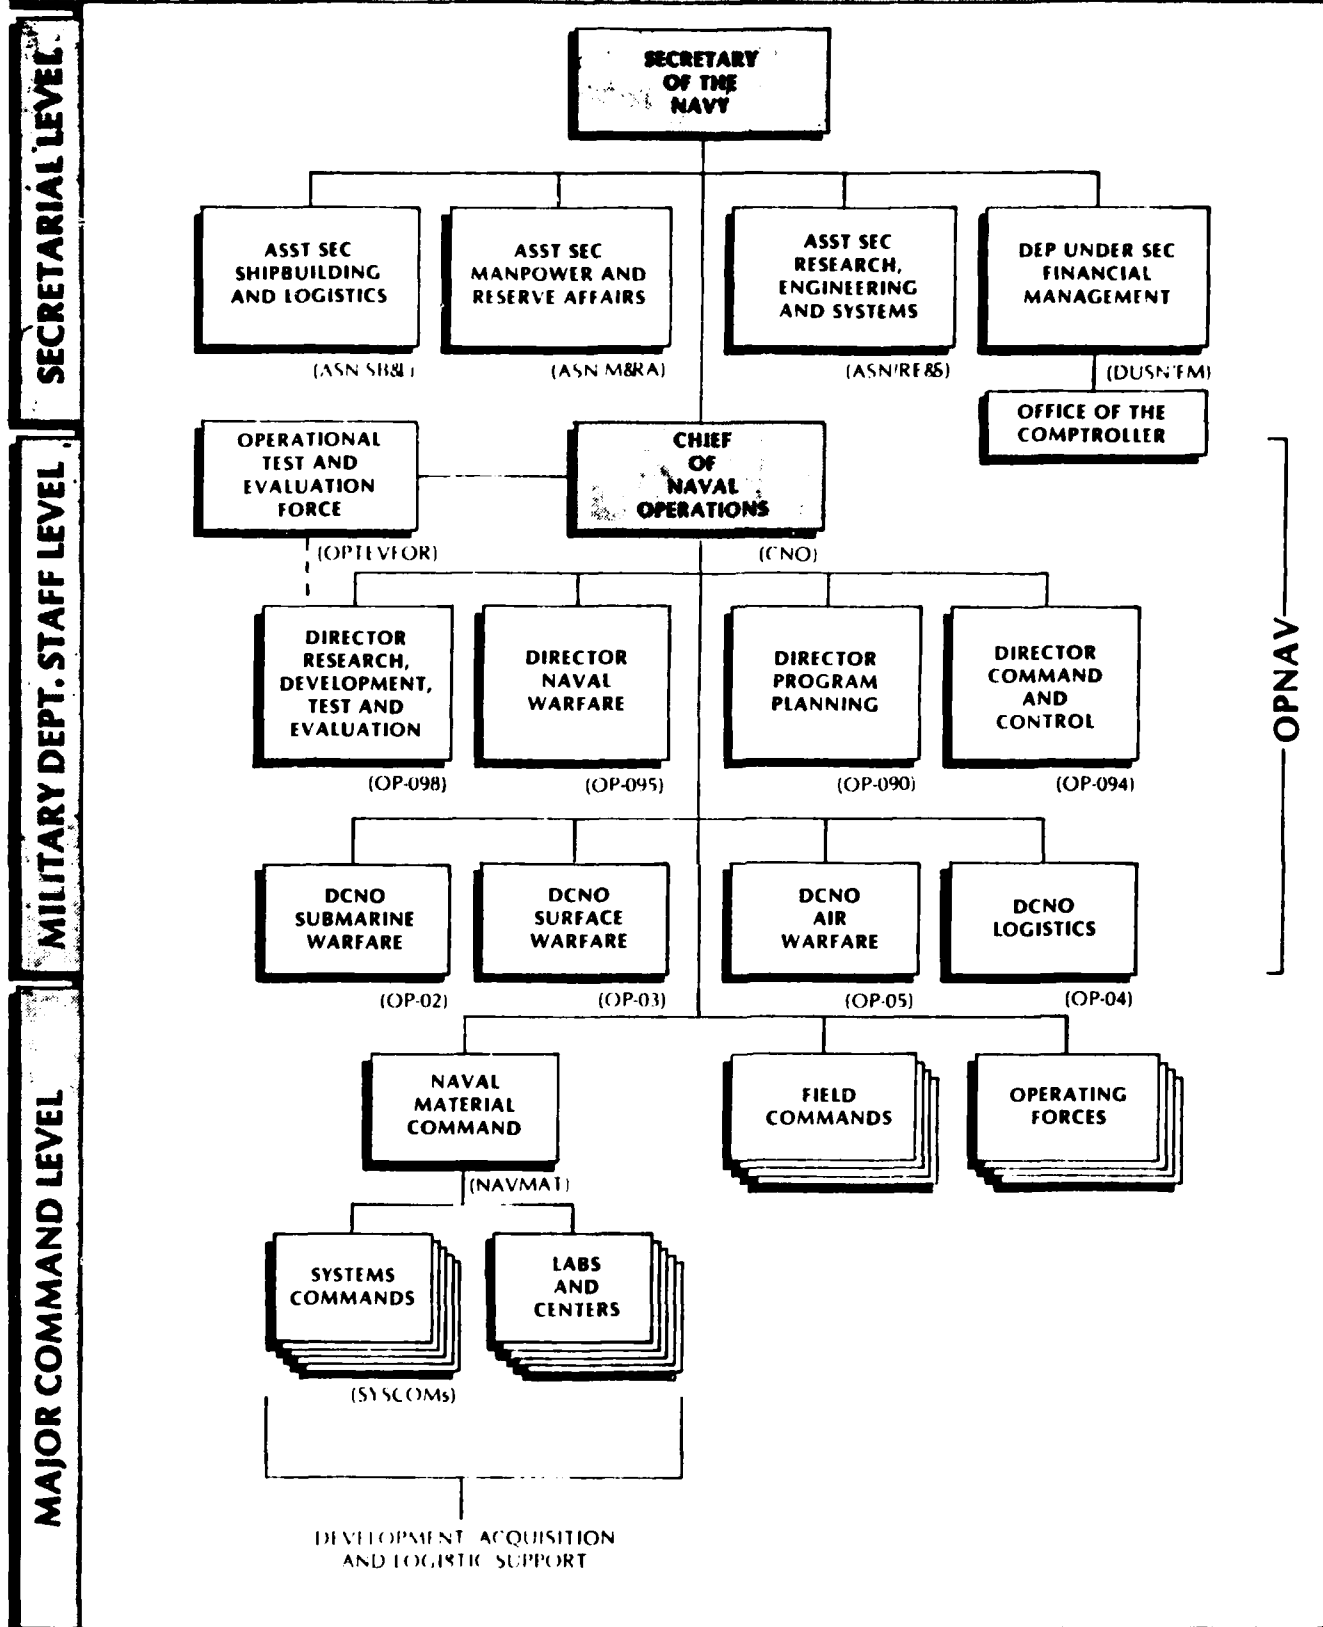 SECRETARIAL LEVEL
SECRETARY
OF THE
NAVY
ASST SEC
SHIPBUILDING
AND LOGISTICS
(ASN SB&L)
ASST SEC
MANPOWER AND
RESERVE AFFAIRS
(ASN M&RA)
ASST SEC
RESEARCH,
ENGINEERING
AND SYSTEMS
(ASN/RE&S)
DEP UNDER SEC
FINANCIAL
MANAGEMENT
(DUSN/FM)
OFFICE OF THE
COMPTROLLER
MILITARY DEPT. STAFF LEVEL
OPERATIONAL
TEST AND
EVALUATION
FORCE
(OPTEVFOR)
CHIEF
OF
NAVAL
OPERATIONS
(CNO)
OPNAV
DIRECTOR
RESEARCH,
DEVELOPMENT,
TEST AND
EVALUATION
(OP-098)
DIRECTOR
NAVAL
WARFARE
(OP-095)
DIRECTOR
PROGRAM
PLANNING
(OP-090)
DIRECTOR
COMMAND
AND
CONTROL
(OP-094)
DCNO
SUBMARINE
WARFARE
(OP-02)
DCNO
SURFACE
WARFARE
(OP-03)
DCNO
AIR
WARFARE
(OP-05)
DCNO
LOGISTICS
(OP-04)
MAJOR COMMAND LEVEL
NAVAL
MATERIAL
COMMAND
(NAVMAT)
FIELD
COMMANDS
OPERATING
FORCES
SYSTEMS
COMMANDS
(SYSCOMs)
LABS
AND
CENTERS
DEVELOPMENT ACQUISITION
AND LOGISTIC SUPPORT